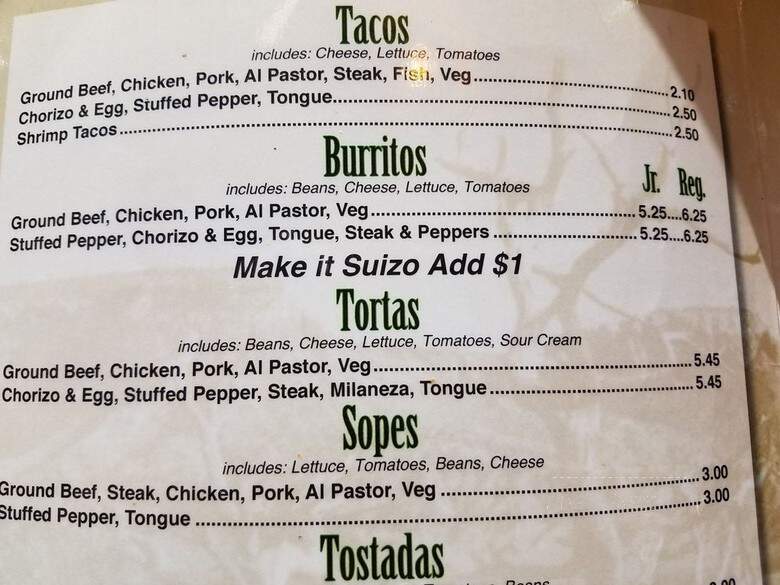 Tacos
includes: Cheese, Lettuce, Tomatoes
Ground Beef, Chicken, Pork, Al Pastor, Steak, Fish, Veg..........2.10
Chorizo & Egg, Stuffed Pepper, Tongue..........2.50
Shrimp Tacos..........2.50
Burritos
Jr. Reg.
includes: Beans, Cheese, Lettuce, Tomatoes
Ground Beef, Chicken, Pork, Al Pastor, Veg..........5.25....6.25
Stuffed Pepper, Chorizo & Egg, Tongue, Steak & Peppers..........5.25....6.25
Make it Suizo Add $1
Tortas
includes: Beans, Cheese, Lettuce, Tomatoes, Sour Cream
Ground Beef, Chicken, Pork, Al Pastor, Veg..........5.45
Chorizo & Egg, Stuffed Pepper, Steak, Milaneza, Tongue..........5.45
Sopes
includes: Lettuce, Tomatoes, Beans, Cheese
Ground Beef, Steak, Chicken, Pork, Al Pastor, Veg..........3.00
Stuffed Pepper, Tongue..........3.00
Tostadas